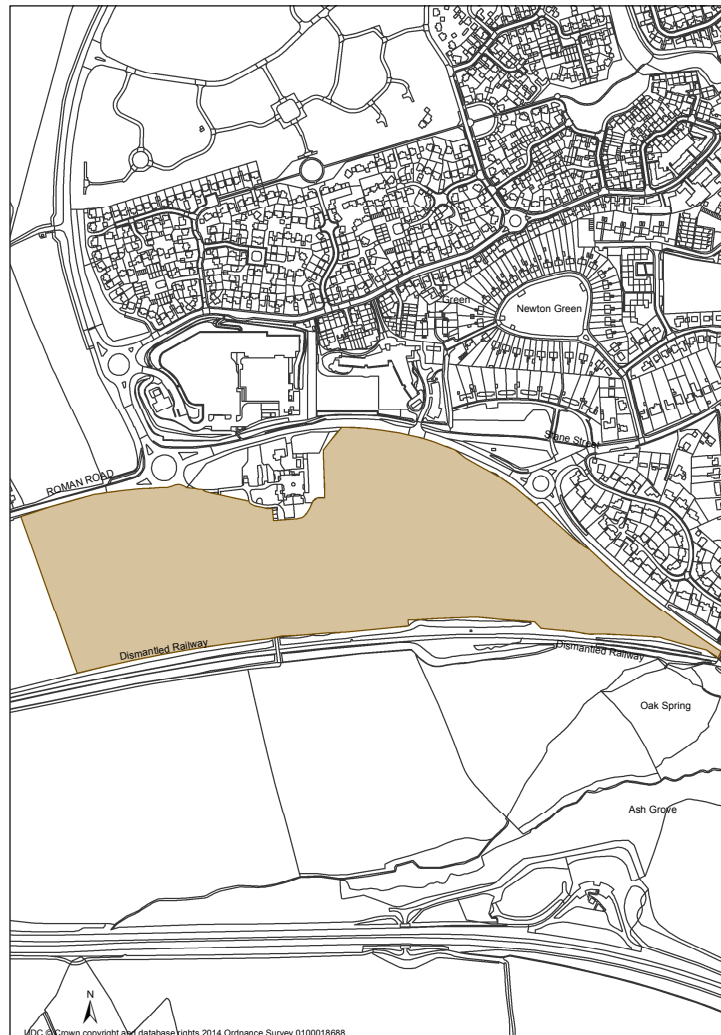 Green
Newton Green
Stane Street
ROMAN ROAD
Dismantled Railway
Dismantled Railway
Oak Spring
Ash Grove
N
UDC © Crown copyright and database rights 2014 Ordnance Survey 0100018688